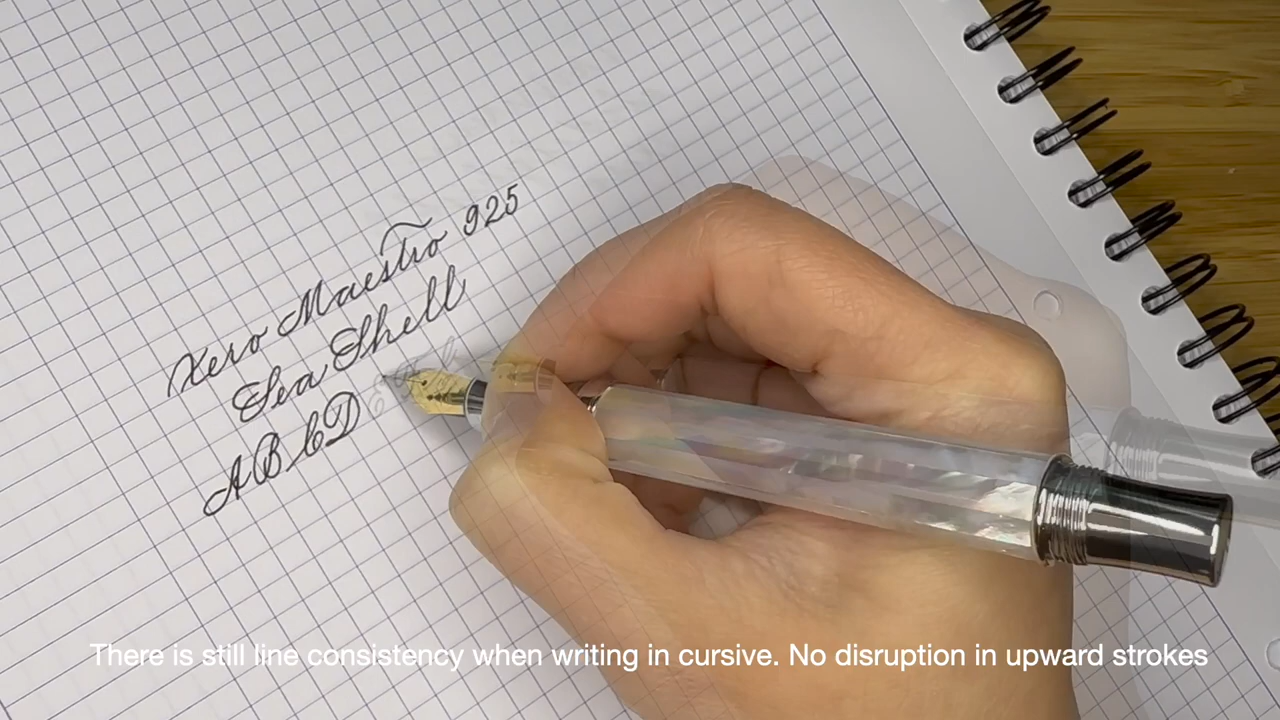 Xero Maestro 925
Sea Shell
A B C D
There is still line consistency when writing in cursive. No disruption in upward strokes